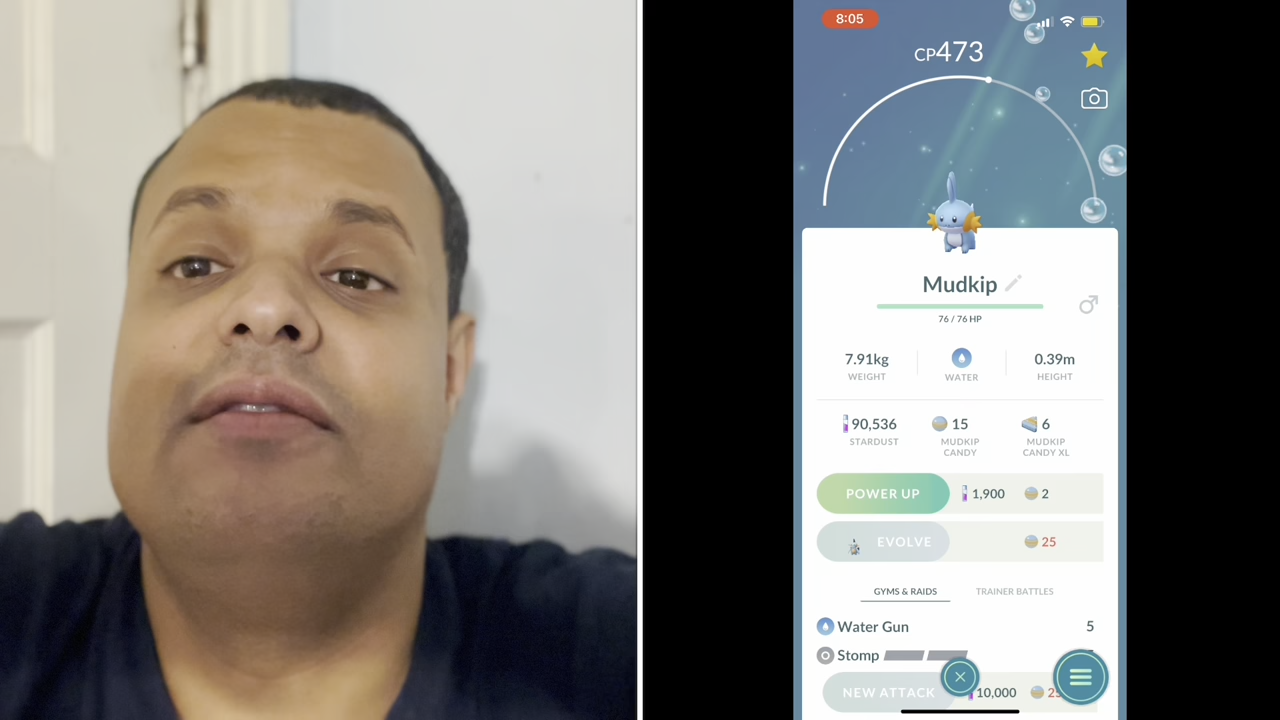 8:05
CP473
Mudkip
76 / 76 HP
7.91kg
WEIGHT
WATER
0.39m
HEIGHT
90,536
STARDUST
15
MUDKIP
CANDY
6
MUDKIP
CANDY XL
POWER UP 1,900 2
EVOLVE 25
GYMS & RAIDS TRAINER BATTLES
Water Gun 5
Stomp
NEW ATTACK 10,000